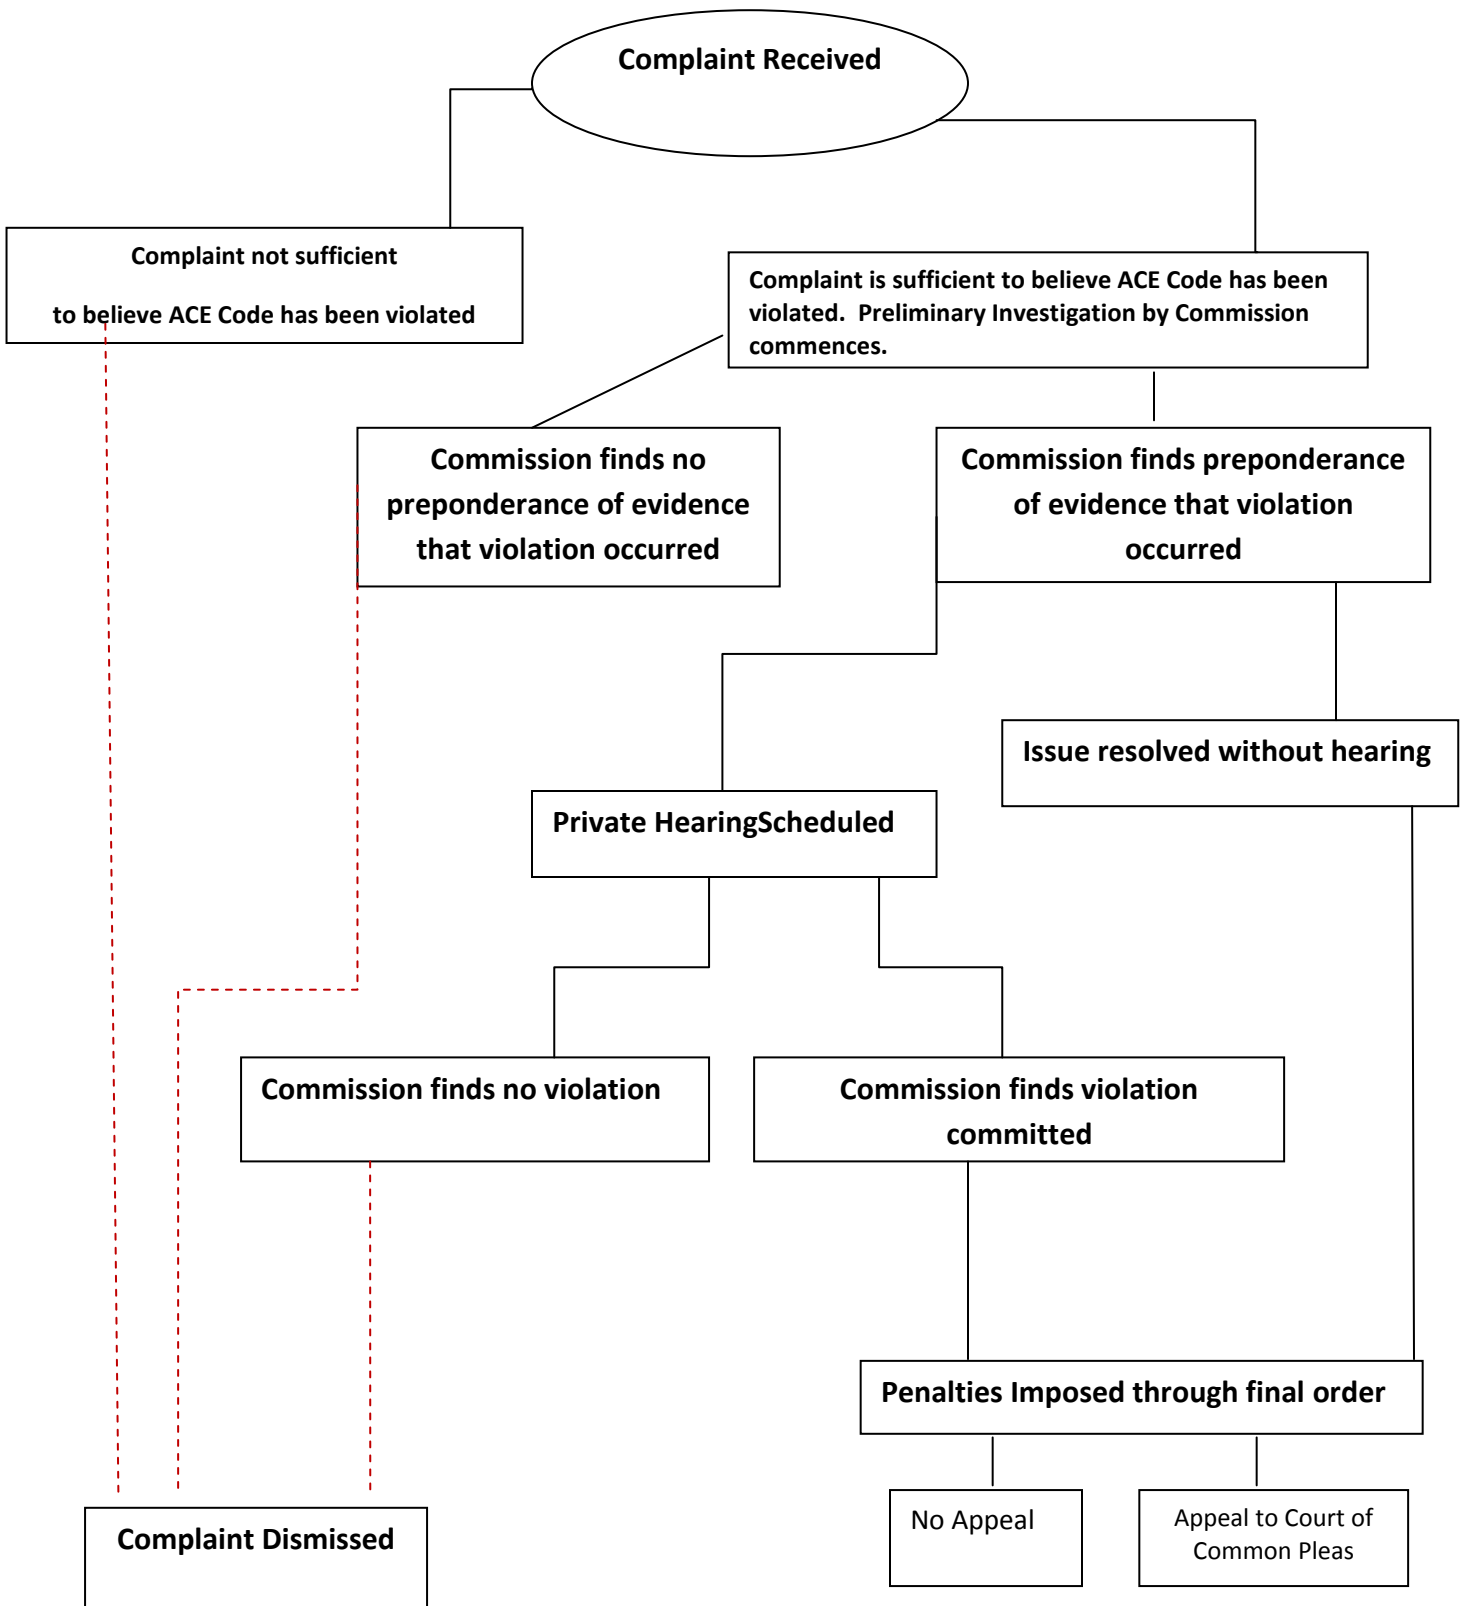 Complaint Received
Complaint not sufficient
to believe ACE Code has been violated
Complaint is sufficient to believe ACE Code has been
violated.  Preliminary Investigation by Commission
commences.
Commission finds no
preponderance of evidence
that violation occurred
Commission finds preponderance
of evidence that violation
occurred
Issue resolved without hearing
Private HearingScheduled
Commission finds no violation
Commission finds violation
committed
Penalties Imposed through final order
No Appeal
Appeal to Court of
Common Pleas
Complaint Dismissed